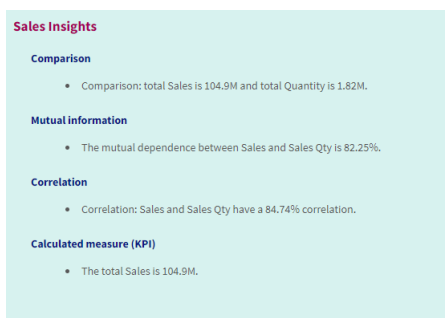 Sales Insights
Comparison
• Comparison: total Sales is 104.9M and total Quantity is 1.82M.
Mutual information
• The mutual dependence between Sales and Sales Qty is 82.25%.
Correlation
• Correlation: Sales and Sales Qty have a 84.74% correlation.
Calculated measure (KPI)
• The total Sales is 104.9M.